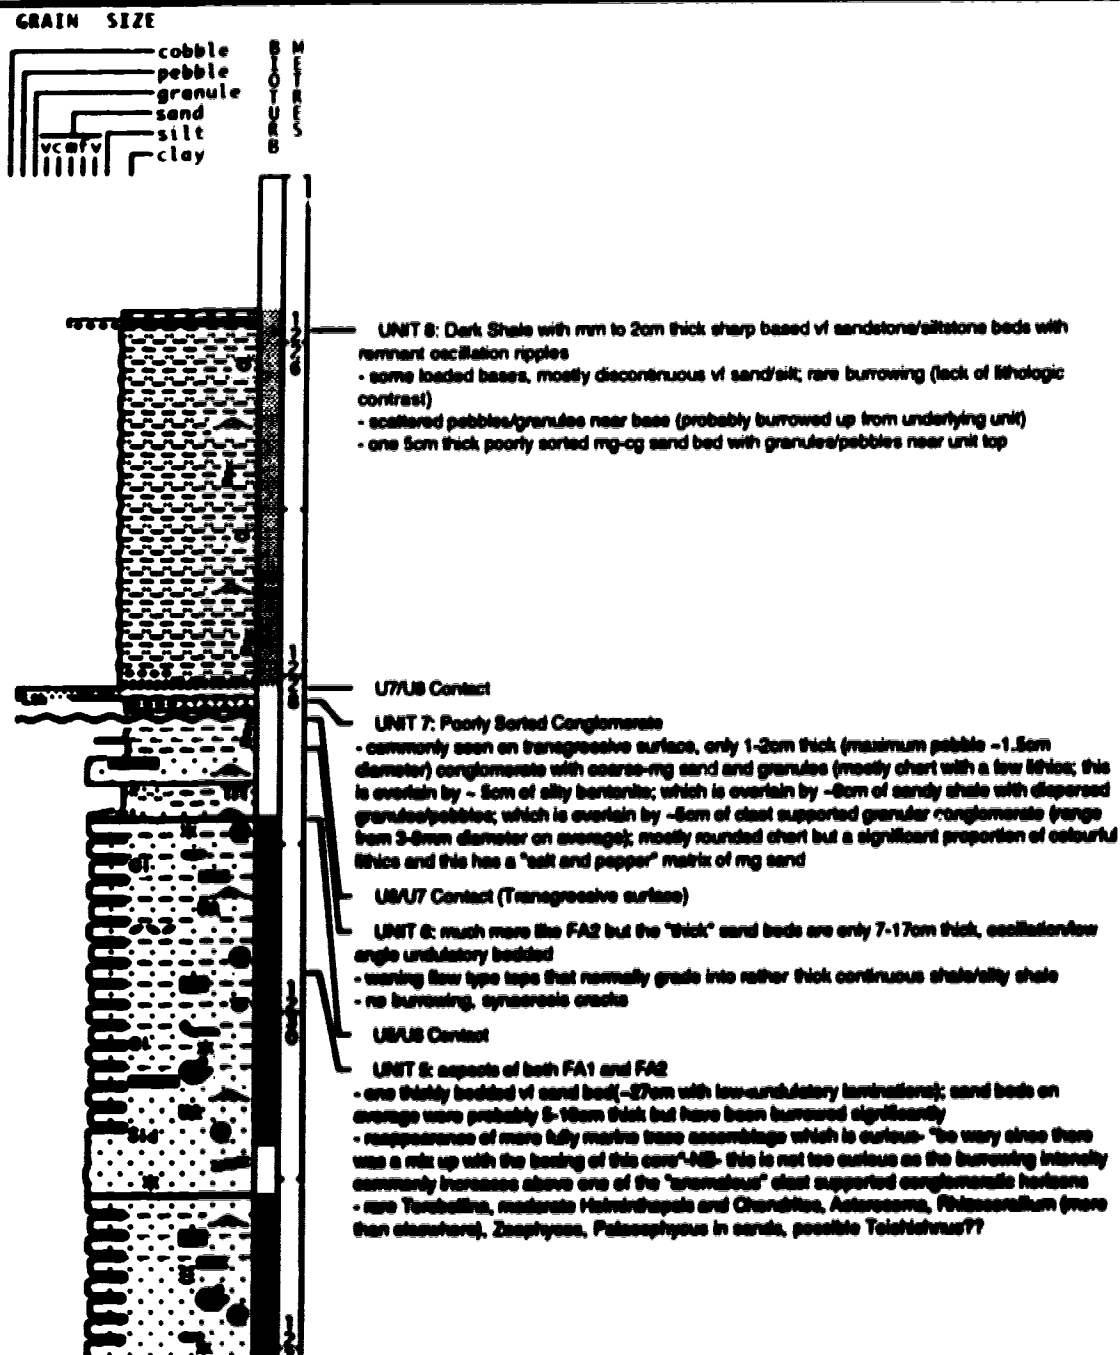 GRAIN SIZE
cobble
pebble
granule
sand
silt
vcmfv
clay
BIOTURB
METRES
1226
UNIT 8: Dark Shale with mm to 2cm thick sharp based vf sandstone/siltstone beds with
remnant oscillation ripples
- some loaded bases, mostly discontinuous vf sand/silt; rare burrowing (lack of lithologic
contrast)
- scattered pebbles/granules near base (probably burrowed up from underlying unit)
- one 5cm thick poorly sorted mg-cg sand bed with granules/pebbles near unit top
1228
U7/U8 Contact
UNIT 7: Poorly Sorted Conglomerate
- commonly seen on transgressive surface, only 1-2cm thick (maximum pebble ~1.5cm
diameter) conglomerate with coarse-mg sand and granules (mostly chert with a few lithics; this
is overlain by ~ 5cm of silty bentonite; which is overlain by cm of sandy shale with dispersed
granules/pebbles; which is overlain by cm of clast supported granular conglomerate (range
from diameter on average); mostly rounded chert but a significant proportion of colourful
lithics and this has a "salt and pepper" matrix of mg sand
U6/U7 Contact (Transgressive surface)
UNIT 6: much more like FA2 but the "thick" sand beds are only 7-17cm thick, oscillation/low
angle undulatory bedded
- waning flow type tops that normally grade into rather thick continuous shale/silty shale
- no burrowing, synaeresis cracks
1230
U5/U6 Contact
UNIT 5: aspects of both FA1 and FA2
- one thickly bedded vf sand bed(~27cm with low-undulatory laminations); sand beds on
average were probably thick but have been burrowed significantly
- reappearance of more fully marine trace assemblage which is curious- "be wary since there
was a mix up with the boxing of this core"-NB- this is not too curious as the burrowing intensity
commonly increases above one of the "anomalous" clast supported conglomeratic horizons
- rare Terebellina, moderate Helminthopsis and Chondrites, Asterosoma, Rhizocorallium (more
than elsewhere), Zoophycos, Palaeophycus in sands, possible Teichichnus??